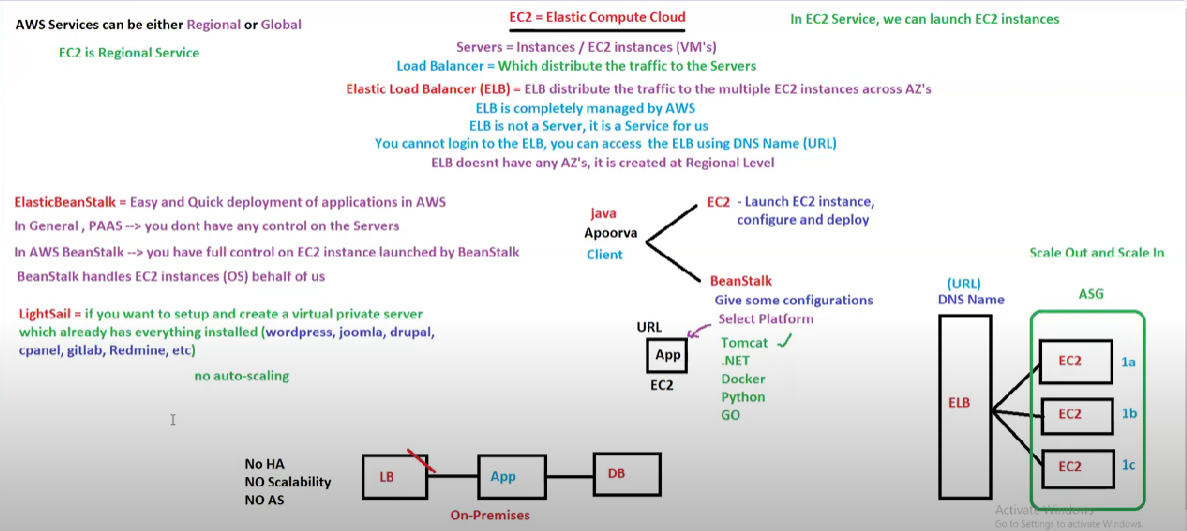 AWS Services can be either Regional or Global
EC2 is Regional Service
EC2 = Elastic Compute Cloud
In EC2 Service, we can launch EC2 instances
Servers = Instances / EC2 instances (VM's)
Load Balancer = Which distribute the traffic to the Servers
Elastic Load Balancer (ELB) = ELB distribute the traffic to the multiple EC2 instances across AZ's
ELB is completely managed by AWS
ELB is not a Server, it is a Service for us
You cannot login to the ELB, you can access the ELB using DNS Name (URL)
ELB doesnt have any AZ's, it is created at Regional Level
ElasticBeanStalk = Easy and Quick deployment of applications in AWS
In General , PAAS --> you dont have any control on the Servers
In AWS BeanStalk --> you have full control on EC2 instance launched by BeanStalk
BeanStalk handles EC2 instances (OS) behalf of us
LightSail = if you want to setup and create a virtual private server
which already has everything installed (wordpress, joomla, drupal,
cpanel, gitlab, Redmine, etc)
no auto-scaling
Java
Apoorva
Client
EC2 - Launch EC2 instance,
configure and deploy
BeanStalk
Give some configurations
Select Platform
Tomcat
.NET
Docker
Python
GO
URL
App
EC2
Scale Out and Scale In
(URL)
DNS Name
ASG
ELB
EC2 1a
EC2 1b
EC2 1c
No HA
NO Scalability
NO AS
LB
App
DB
On-Premises
Activate Windows
Go to Settings to activate Windows.